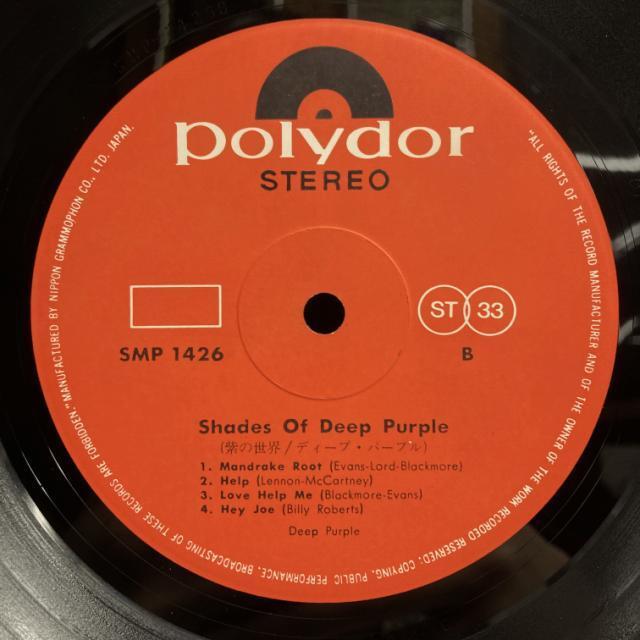 polydor
STEREO
SMP 1426
ST 33
B
Shades Of Deep Purple
(紫の世界/ディープ・パープル)
1. Mandrake Root (Evans-Lord-Blackmore)
2. Help (Lennon-McCartney)
3. Love Help Me (Blackmore-Evans)
4. Hey Joe (Billy Roberts)
Deep Purple
"ALL RIGHTS OF THE RECORD MANUFACTURER AND OF THE OWNER OF THE WORK RECORDED RESERVED. COPYING, PUBLIC PERFORMANCE, BROADCASTING OF THESE RECORDS ARE FORBIDDEN." MANUFACTURED BY NIPPON GRAMMOPHON CO., LTD. JAPAN.